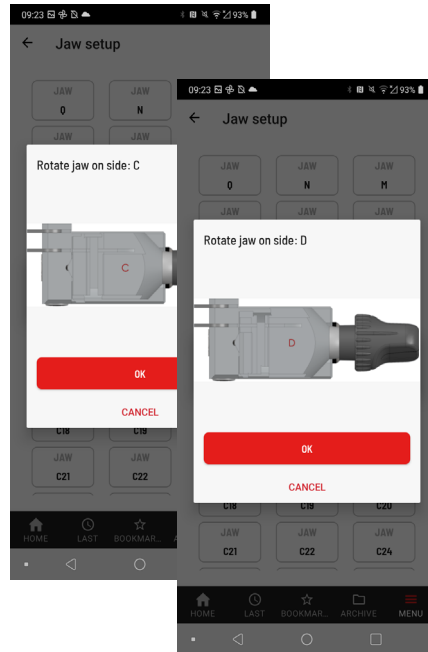 09:23
93%
Jaw setup
JAW
JAW
Q
N
JAW
JAW
Rotate jaw on side: C
C
OK
CANCEL
C18
C19
JAW
JAW
C21
C22
HOME
LAST
BOOKMAR...
09:23
93%
Jaw setup
JAW
JAW
JAW
Q
N
M
JAW
JAW
JAW
Rotate jaw on side: D
D
OK
CANCEL
C18
C19
C20
JAW
JAW
JAW
C21
C22
C24
HOME
LAST
BOOKMAR...
ARCHIVE
MENU